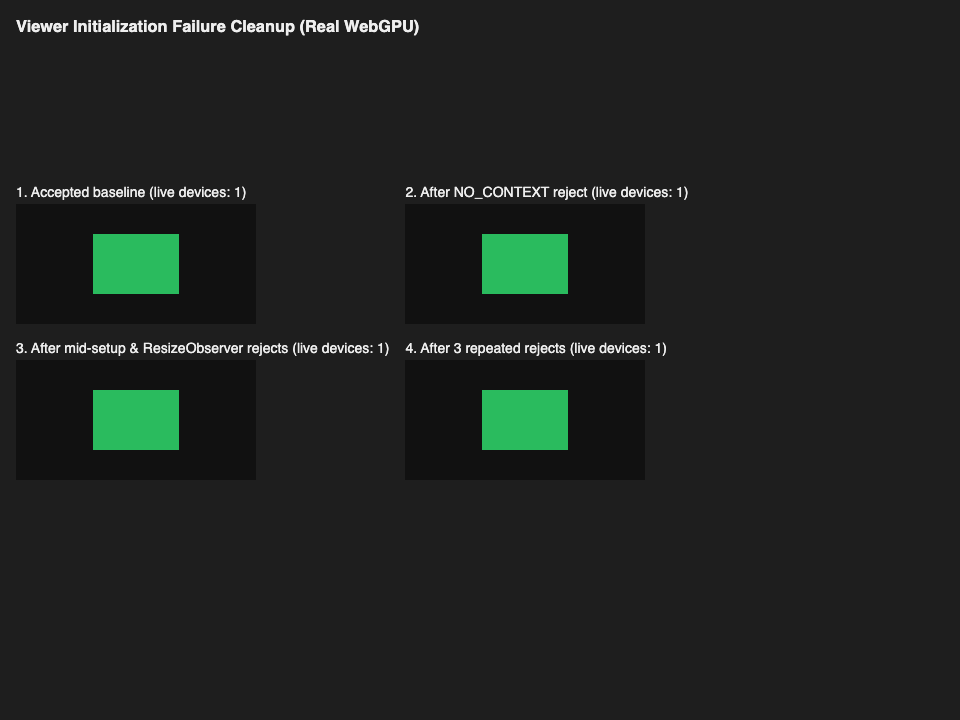 Viewer Initialization Failure Cleanup (Real WebGPU)
1. Accepted baseline (live devices: 1)
2. After NO_CONTEXT reject (live devices: 1)
3. After mid-setup & ResizeObserver rejects (live devices: 1)
4. After 3 repeated rejects (live devices: 1)